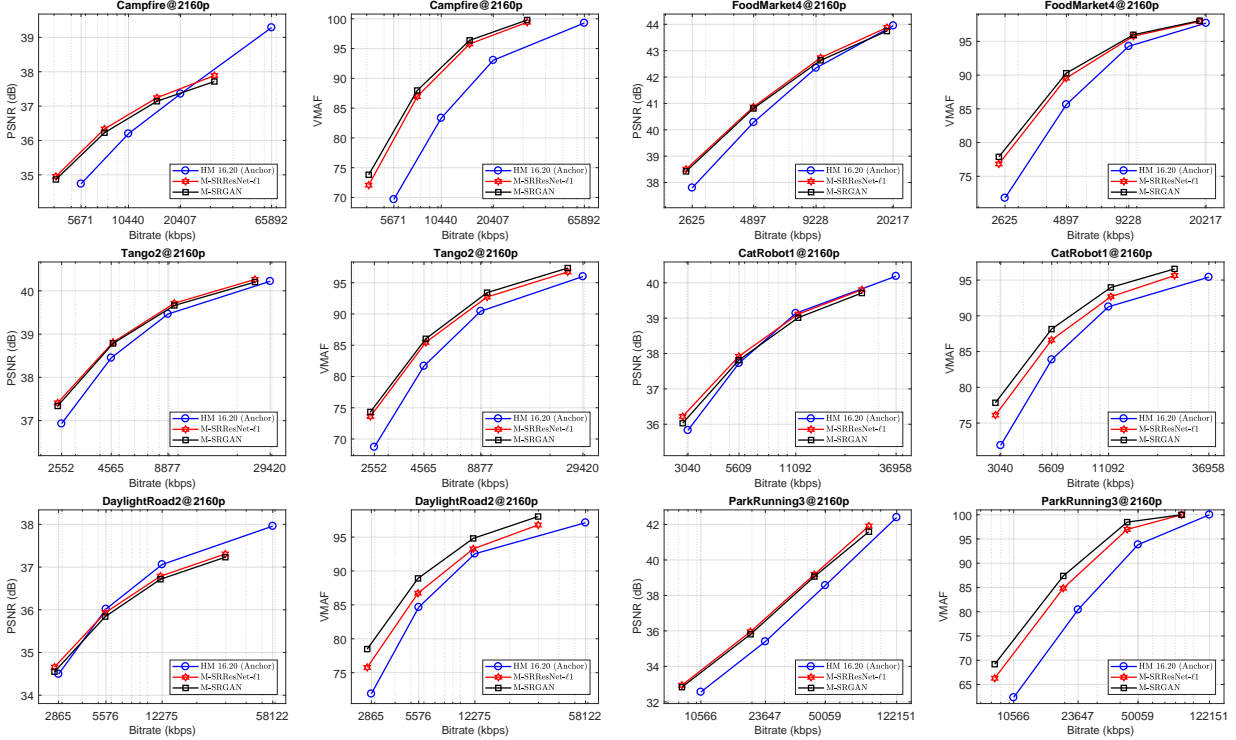 Campfire@2160p
PSNR (dB)
39
38
37
36
35
HM 16.20 (Anchor)
M-SRResNet-ℓ1
M-SRGAN
5671 10440 20407 65892
Bitrate (kbps)
Campfire@2160p
VMAF
100
95
90
85
80
75
70
HM 16.20 (Anchor)
M-SRResNet-ℓ1
M-SRGAN
5671 10440 20407 65892
Bitrate (kbps)
FoodMarket4@2160p
PSNR (dB)
44
43
42
41
40
39
38
HM 16.20 (Anchor)
M-SRResNet-ℓ1
M-SRGAN
2625 4897 9228 20217
Bitrate (kbps)
FoodMarket4@2160p
VMAF
95
90
85
80
75
HM 16.20 (Anchor)
M-SRResNet-ℓ1
M-SRGAN
2625 4897 9228 20217
Bitrate (kbps)
Tango2@2160p
PSNR (dB)
40
39
38
37
HM 16.20 (Anchor)
M-SRResNet-ℓ1
M-SRGAN
2552 4565 8877 29420
Bitrate (kbps)
Tango2@2160p
VMAF
95
90
85
80
75
70
HM 16.20 (Anchor)
M-SRResNet-ℓ1
M-SRGAN
2552 4565 8877 29420
Bitrate (kbps)
CatRobot1@2160p
PSNR (dB)
40
39
38
37
36
HM 16.20 (Anchor)
M-SRResNet-ℓ1
M-SRGAN
3040 5609 11092 36958
Bitrate (kbps)
CatRobot1@2160p
VMAF
95
90
85
80
75
HM 16.20 (Anchor)
M-SRResNet-ℓ1
M-SRGAN
3040 5609 11092 36958
Bitrate (kbps)
DaylightRoad2@2160p
PSNR (dB)
38
37
36
35
34
HM 16.20 (Anchor)
M-SRResNet-ℓ1
M-SRGAN
2865 5576 12275 58122
Bitrate (kbps)
DaylightRoad2@2160p
VMAF
95
90
85
80
75
HM 16.20 (Anchor)
M-SRResNet-ℓ1
M-SRGAN
2865 5576 12275 58122
Bitrate (kbps)
ParkRunning3@2160p
PSNR (dB)
42
40
38
36
34
32
HM 16.20 (Anchor)
M-SRResNet-ℓ1
M-SRGAN
10566 23647 50059 122151
Bitrate (kbps)
ParkRunning3@2160p
VMAF
100
95
90
85
80
75
70
65
HM 16.20 (Anchor)
M-SRResNet-ℓ1
M-SRGAN
10566 23647 50059 122151
Bitrate (kbps)